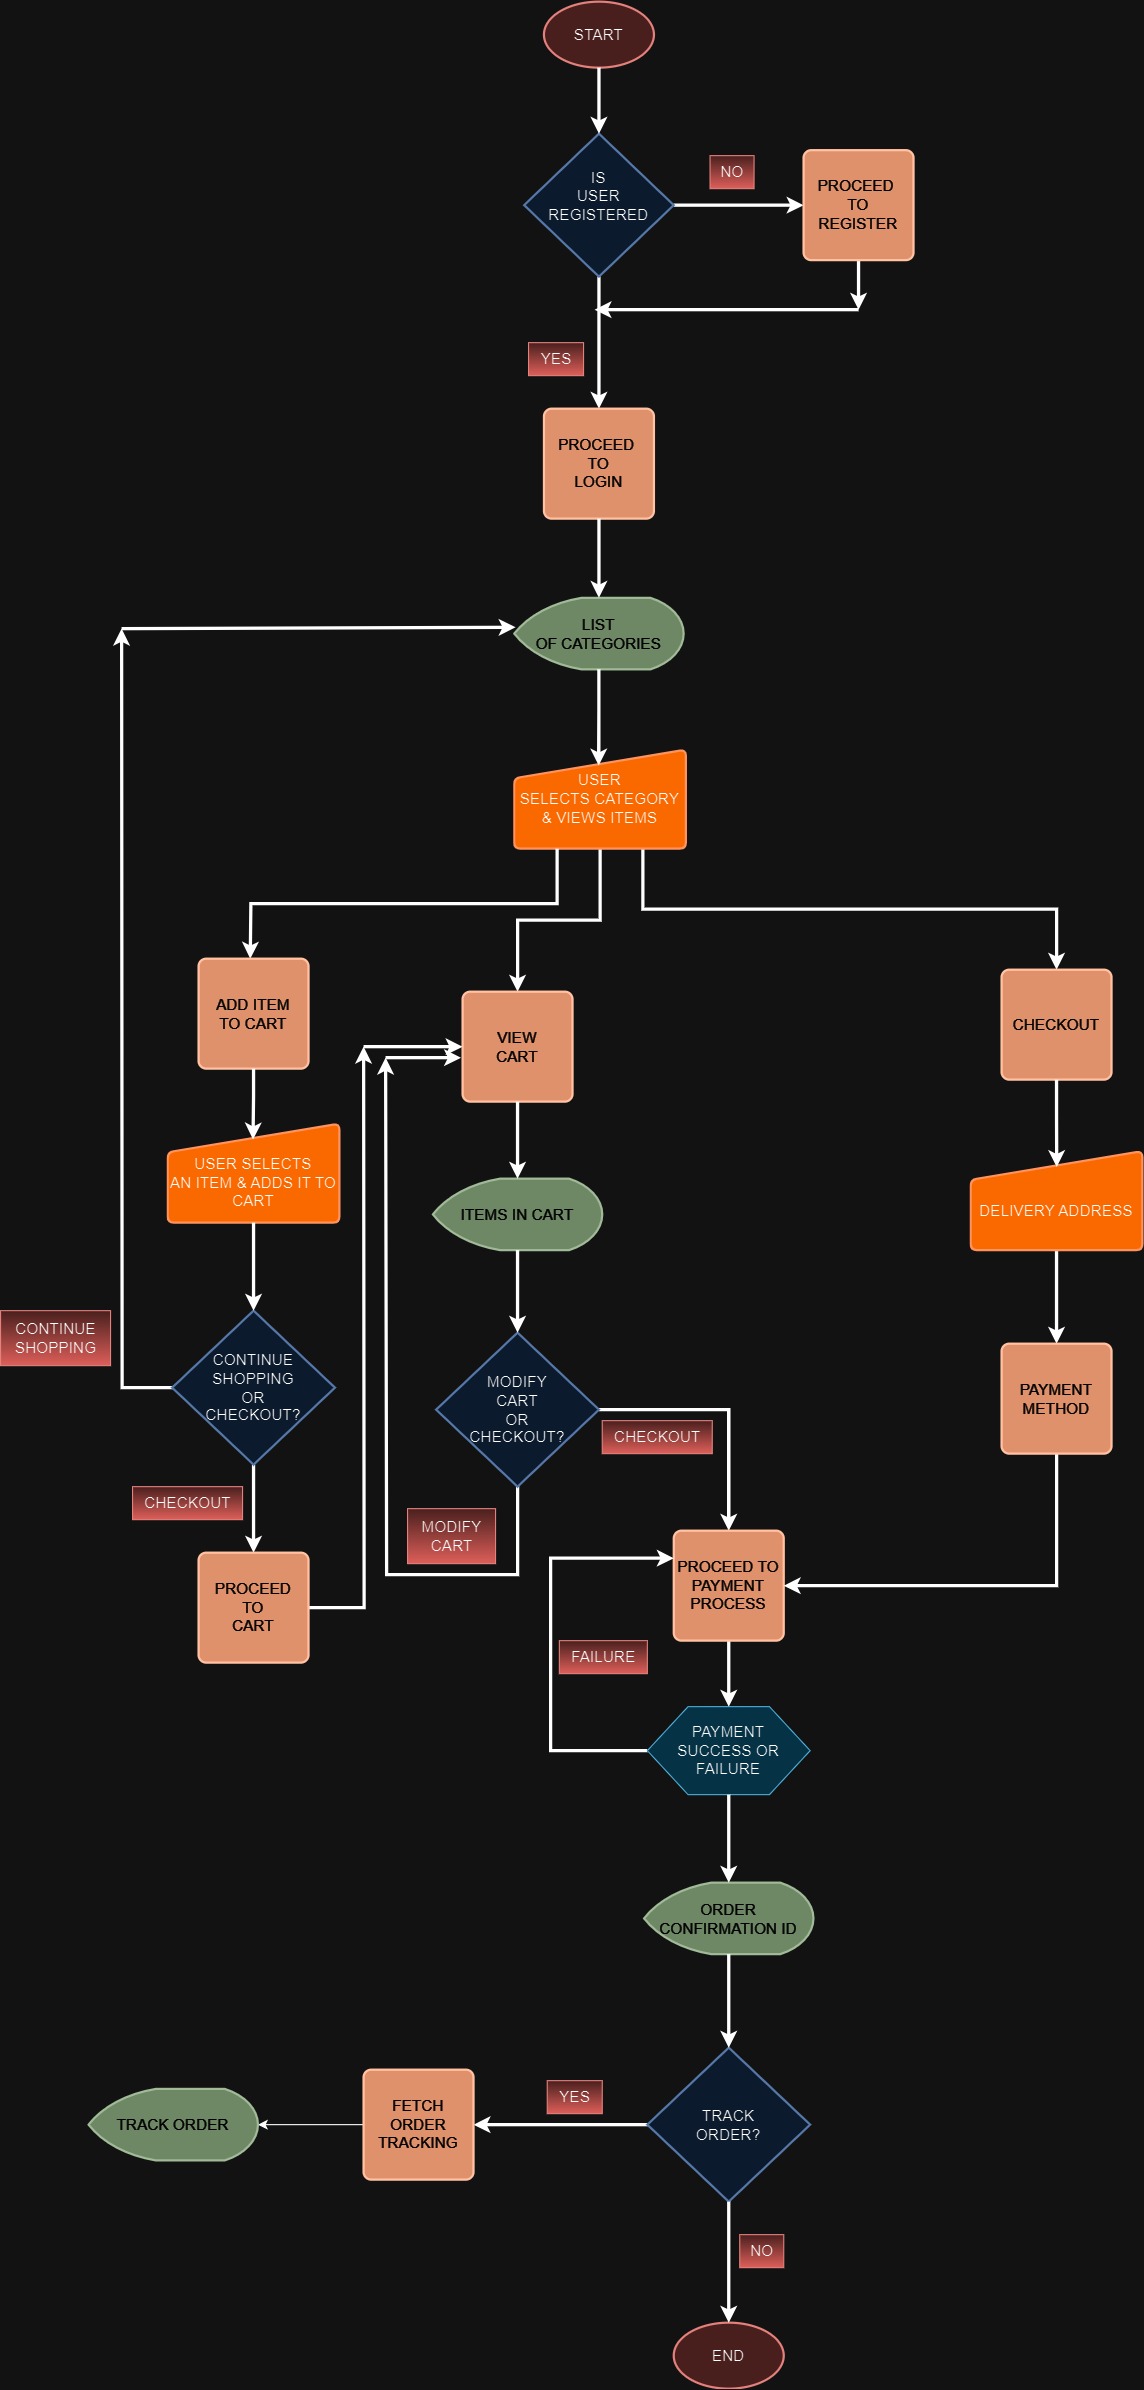 START
IS
USER
REGISTERED
NO
PROCEED
TO
REGISTER
YES
PROCEED
TO
LOGIN
LIST
OF CATEGORIES
USER
SELECTS CATEGORY
& VIEWS ITEMS
ADD ITEM
TO CART
VIEW
CART
CHECKOUT
USER SELECTS
AN ITEM & ADDS IT TO
CART
ITEMS IN CART
DELIVERY ADDRESS
CONTINUE
SHOPPING
CONTINUE
SHOPPING
OR
CHECKOUT?
MODIFY
CART
OR
CHECKOUT?
CHECKOUT
PAYMENT
METHOD
CHECKOUT
MODIFY
CART
PROCEED
TO
CART
PROCEED TO
PAYMENT
PROCESS
FAILURE
PAYMENT
SUCCESS OR
FAILURE
ORDER
CONFIRMATION ID
TRACK ORDER
FETCH
ORDER
TRACKING
YES
TRACK
ORDER?
NO
END